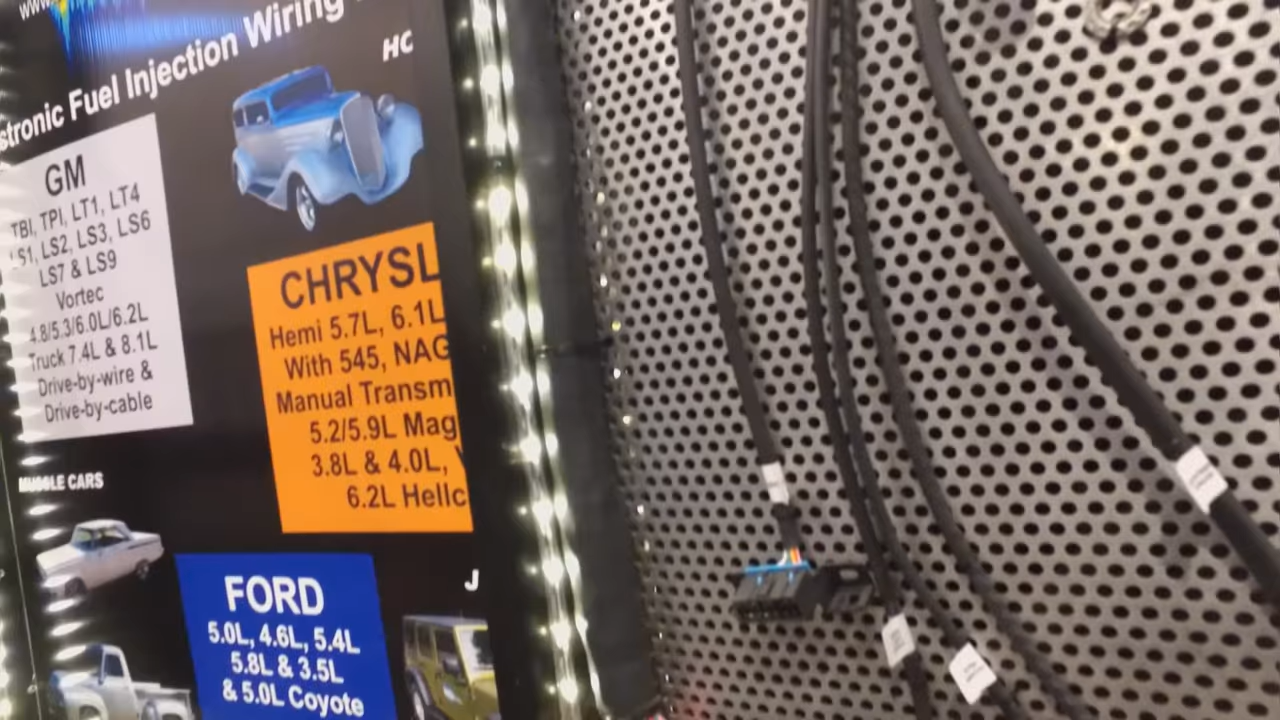 www.
stronic Fuel Injection Wiring
HO
GM
TBI, TPI, LT1, LT4
S1, LS2, LS3, LS6
LS7 & LS9
Vortec
4.8/5.3/6.0L/6.2L
Truck 7.4L & 8.1L
Drive-by-wire &
Drive-by-cable
CHRYSL
Hemi 5.7L, 6.1L
With 545, NAG
Manual Transm
5.2/5.9L Mag
3.8L & 4.0L,
6.2L Hellc
MUSCLE CARS
FORD
5.0L, 4.6L, 5.4L
5.8L & 3.5L
& 5.0L Coyote
J